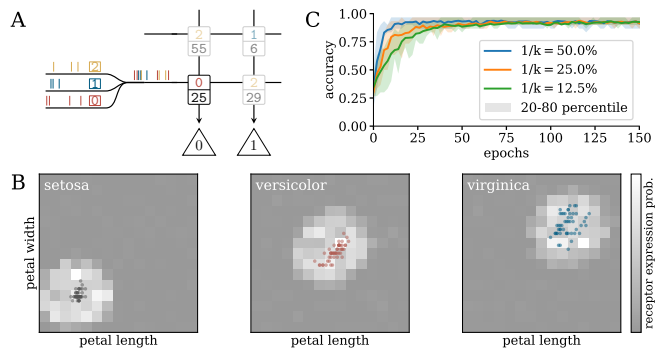 A
2
55
1
6
2
1
0
0
25
2
29
0
1
C
accuracy
1.00
0.75
0.50
0.25
0.00
1/k = 50.0%
1/k = 25.0%
1/k = 12.5%
20-80 percentile
0 25 50 75 100 125 150
epochs
B
setosa
versicolor
virginica
petal width
petal length
petal length
petal length
receptor expression prob.